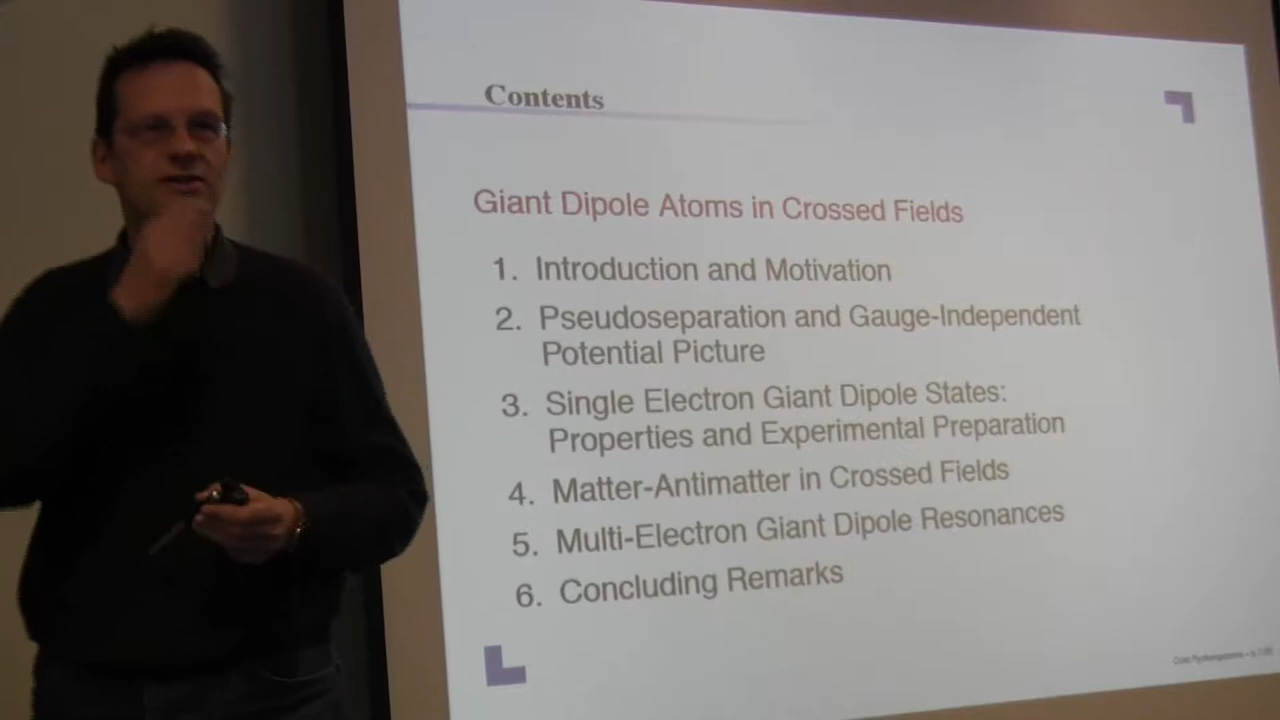 Contents
Giant Dipole Atoms in Crossed Fields
1. Introduction and Motivation
2. Pseudoseparation and Gauge-Independent
Potential Picture
3. Single Electron Giant Dipole States:
Properties and Experimental Preparation
4. Matter-Antimatter in Crossed Fields
5. Multi-Electron Giant Dipole Resonances
6. Concluding Remarks